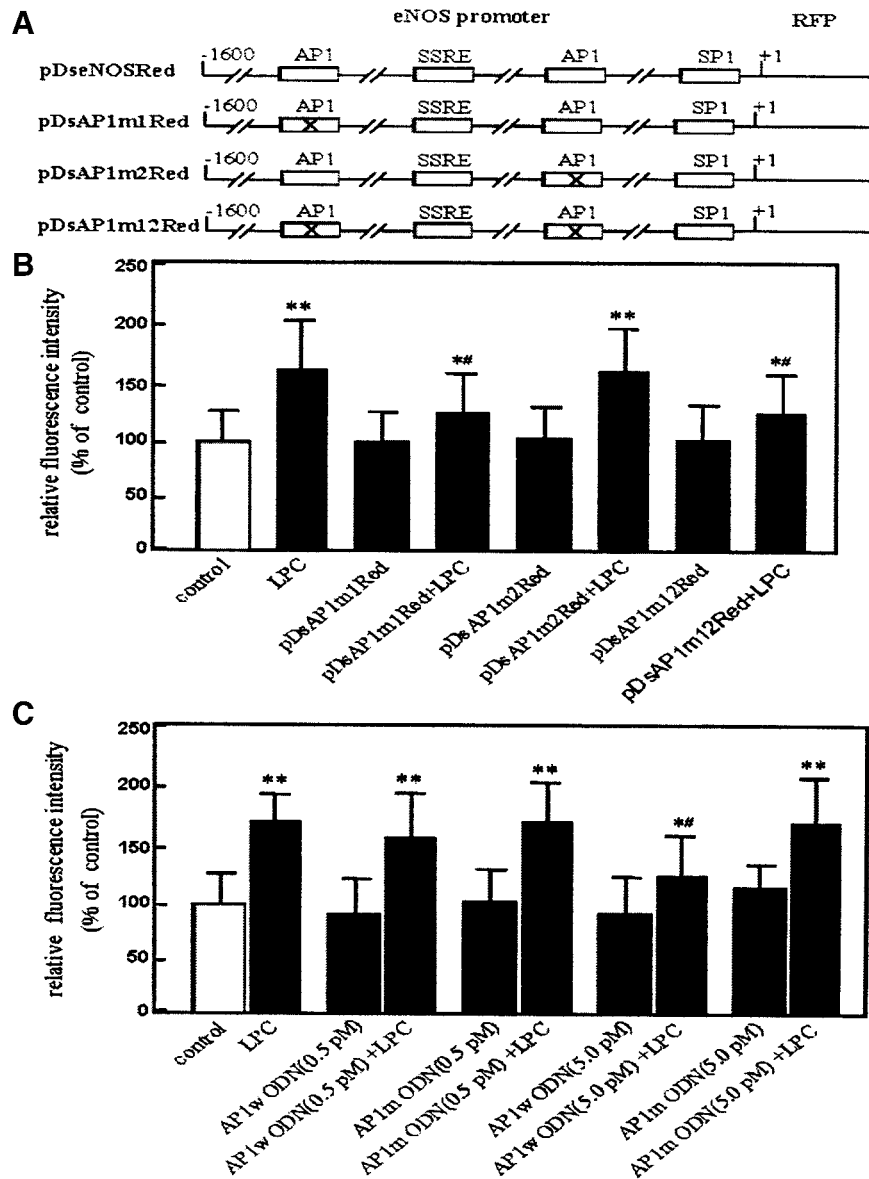 A
eNOS promoter RFP
pDseNOSRed -1600 AP1 SSRE AP1 SP1 +1
pDsAP1m1Red -1600 AP1 SSRE AP1 SP1 +1
pDsAP1m2Red -1600 AP1 SSRE AP1 SP1 +1
pDsAP1m12Red -1600 AP1 SSRE AP1 SP1 +1
B
relative fluorescence intensity
(% of control)
250
200
150
100
50
0
** *# ** *#
control
LPC
pDsAP1m1Red
pDsAP1m1Red+LPC
pDsAP1m2Red
pDsAP1m2Red+LPC
pDsAP1m12Red
pDsAP1m12Red+LPC
C
relative fluorescence intensity
(% of control)
250
200
150
100
50
0
** ** ** *# **
control
LPC
AP1w ODN(0.5 pM)
AP1w ODN(0.5 pM) +LPC
AP1m ODN(0.5 pM)
AP1m ODN(0.5 pM) +LPC
AP1w ODN(5.0 pM)
AP1w ODN(5.0 pM) +LPC
AP1m ODN(5.0 pM)
AP1m ODN(5.0 pM) +LPC